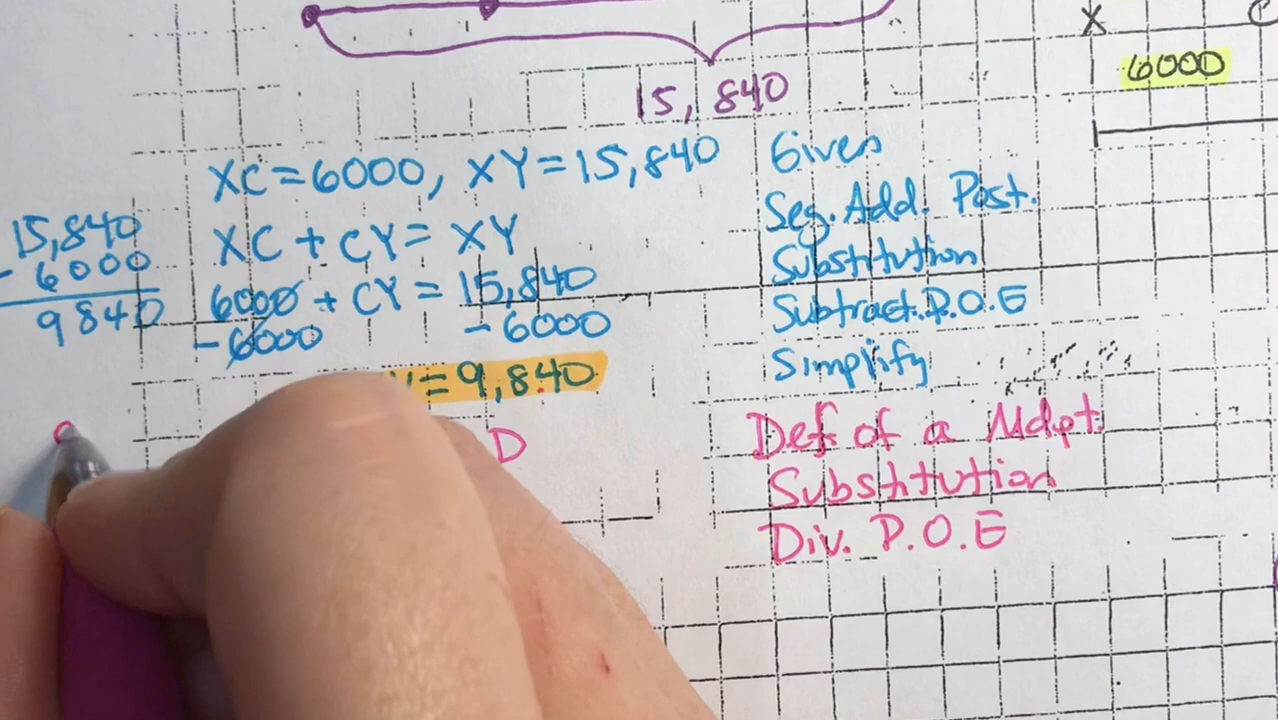 X
6000
15,840
XC=6000, XY=15,840 Given
XC + CY= XY Seg. Add. Post.
6000 + CY = 15,840 Substitution
-6000 -6000 Subtract. P.O.E
=9,840 Simplify
15,840
- 6000
9840
D
Def of a Mdpt.
Substitution
Div. P.O.E